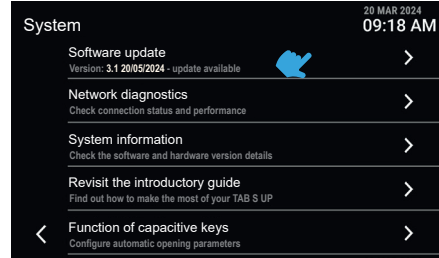 20 MAR 2024
System 09:18 AM
Software update
Version: 3.1 20/05/2024 - update available
Network diagnostics
Check connection status and performance
System information
Check the software and hardware version details
Revisit the introductory guide
Find out how to make the most of your TAB S UP
Function of capacitive keys
Configure automatic opening parameters